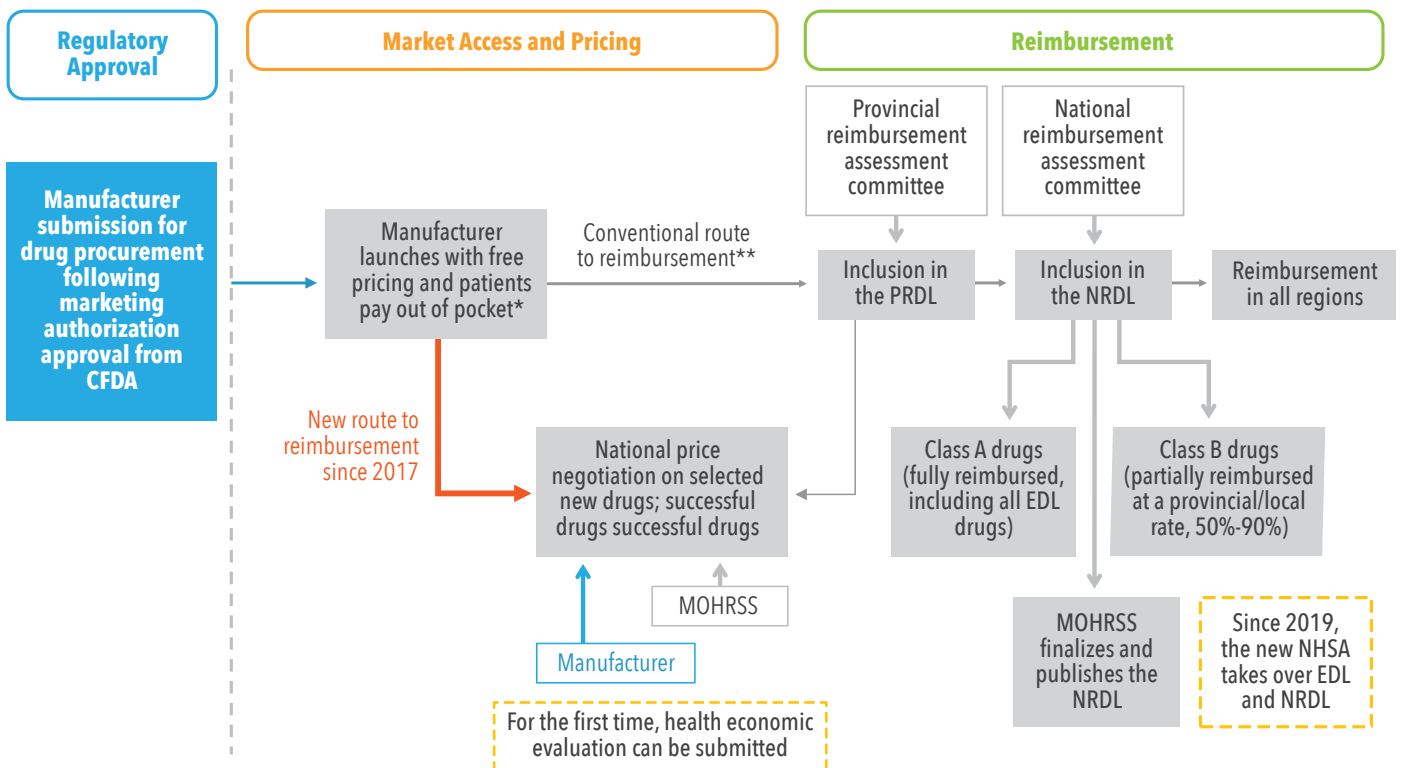 Regulatory
Approval
Market Access and Pricing
Reimbursement
Manufacturer
submission for
drug procurement
following
marketing
authorization
approval from
CFDA
Manufacturer
launches with free
pricing and patients
pay out of pocket*
Conventional route
to reimbursement**
Provincial
reimbursement
assessment
committee
National
reimbursement
assessment
committee
Inclusion in
the PRDL
Inclusion in
the NRDL
Reimbursement
in all regions
New route to
reimbursement
since 2017
National price
negotiation on selected
new drugs; successful
drugs successful drugs
Class A drugs
(fully reimbursed,
including all EDL
drugs)
Class B drugs
(partially reimbursed
at a provincial/local
rate, 50%-90%)
MOHRSS
Manufacturer
For the first time, health economic
evaluation can be submitted
MOHRSS
finalizes and
publishes the
NRDL
Since 2019,
the new NHSA
takes over EDL
and NRDL